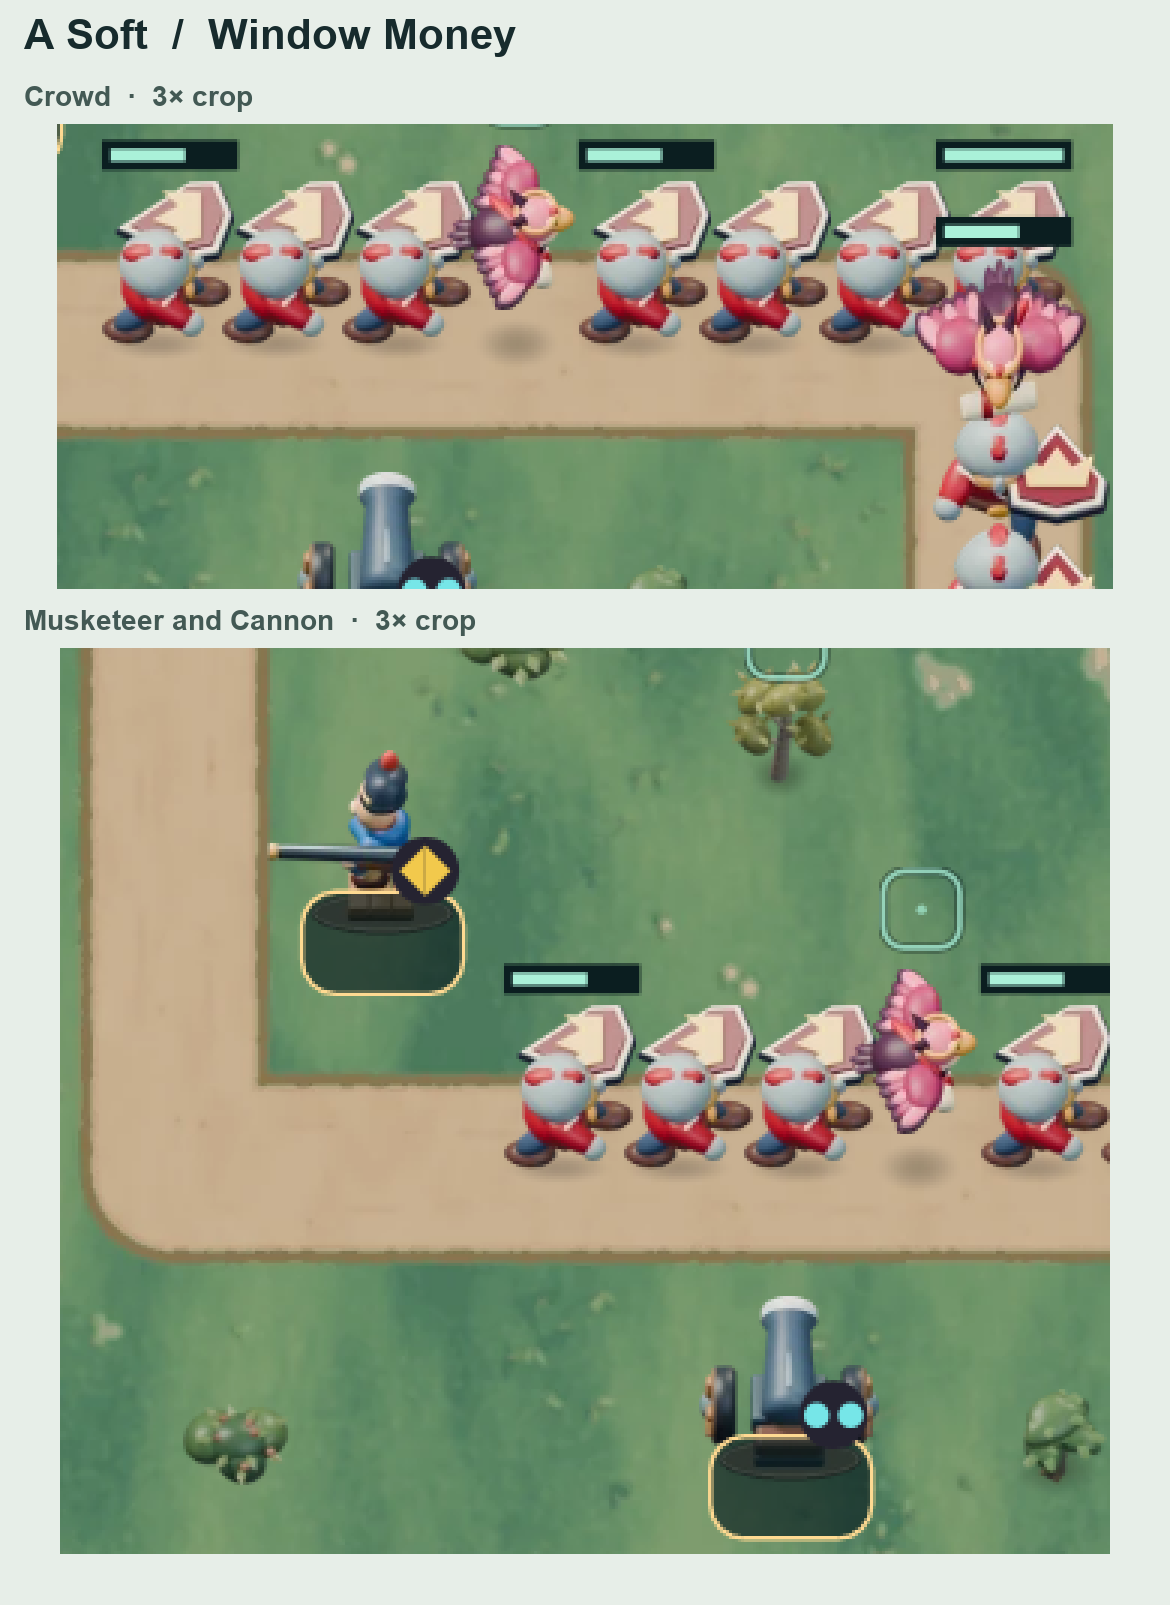 A Soft / Window Money
Crowd · 3× crop
Musketeer and Cannon · 3× crop